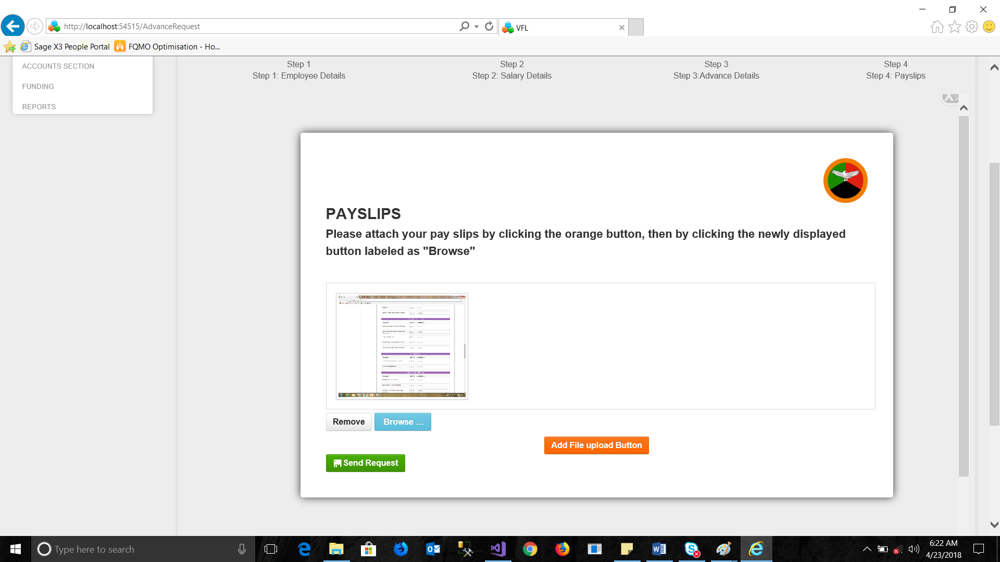 http://localhost:54515/AdvanceRequest
VFL
Sage X3 People Portal
FQMO Optimisation - Ho...
ACCOUNTS SECTION
FUNDING
REPORTS
Step 1
Step 1: Employee Details
Step 2
Step 2: Salary Details
Step 3
Step 3:Advance Details
Step 4
Step 4: Payslips
PAYSLIPS
Please attach your pay slips by clicking the orange button, then by clicking the newly displayed
button labeled as "Browse"
Remove
Browse ...
Add File upload Button
Send Request
Type here to search
6:22 AM
4/23/2018